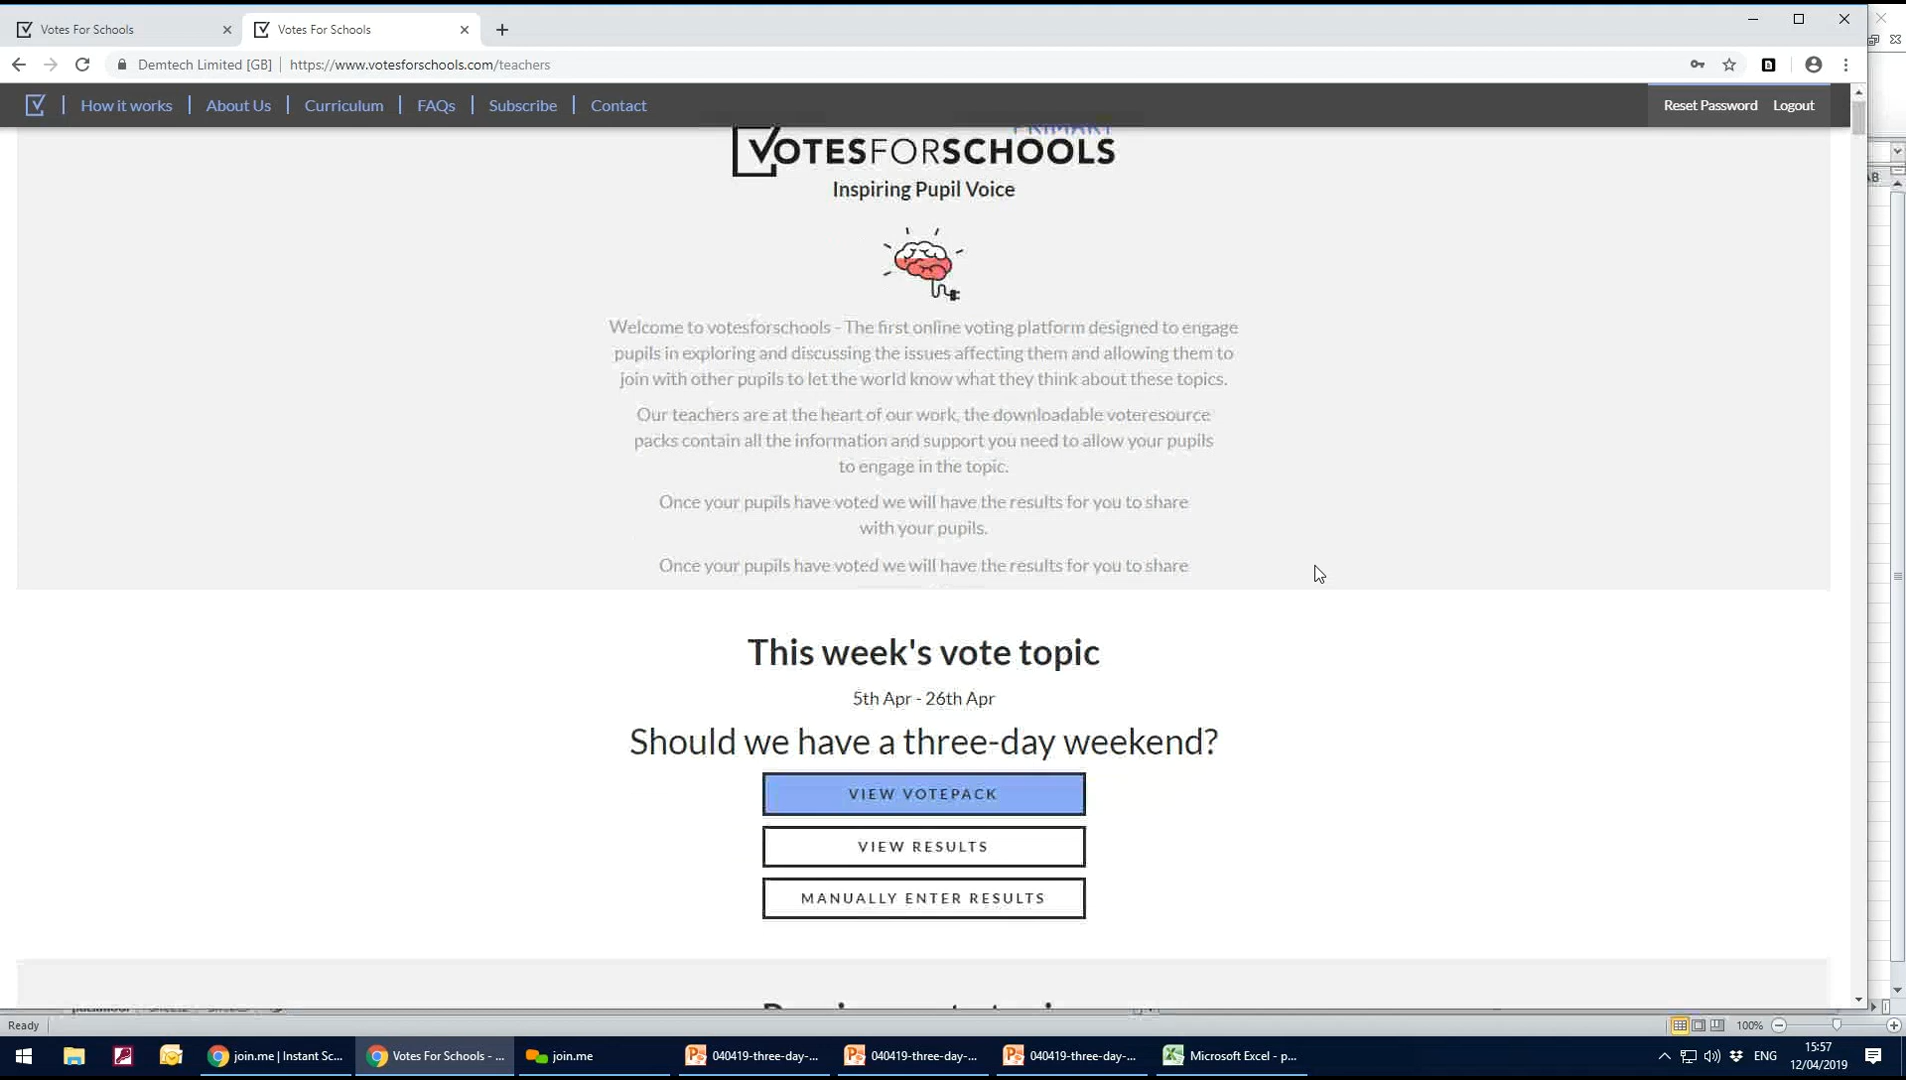 Votes For Schools
Votes For Schools
Demtech Limited [GB] | https://www.votesforschools.com/teachers
How it works | About Us | Curriculum | FAQs | Subscribe | Contact
Reset Password Logout
PRIMARY
VOTESFORSCHOOLS
Inspiring Pupil Voice
Welcome to votesforschools - The first online voting platform designed to engage
pupils in exploring and discussing the issues affecting them and allowing them to
join with other pupils to let the world know what they think about these topics.
Our teachers are at the heart of our work, the downloadable voteresource
packs contain all the information and support you need to allow your pupils
to engage in the topic.
Once your pupils have voted we will have the results for you to share
with your pupils.
Once your pupils have voted we will have the results for you to share
This week's vote topic
5th Apr - 26th Apr
Should we have a three-day weekend?
VIEW VOTEPACK
VIEW RESULTS
MANUALLY ENTER RESULTS
AB
Ready
100%
join.me | Instant Sc...
Votes For Schools - ...
join.me
040419-three-day-...
040419-three-day-...
040419-three-day-...
Microsoft Excel - p...
ENG
15:57
12/04/2019